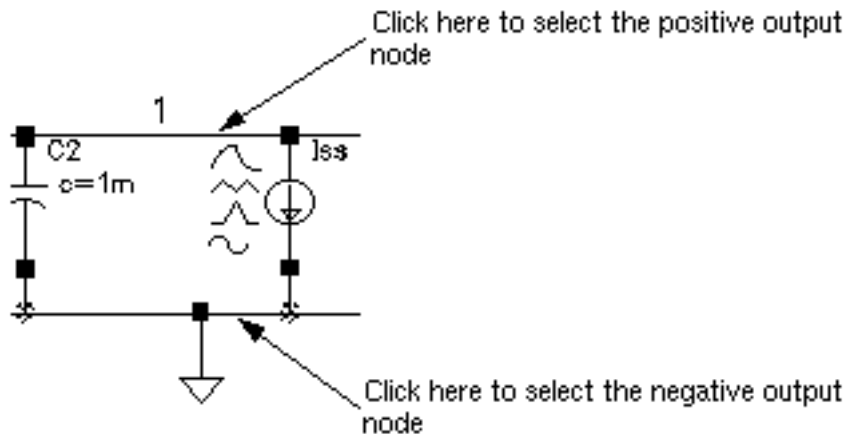 Click here to select the positive output
node
1
C2
Iss
c=1m
Click here to select the negative output
node